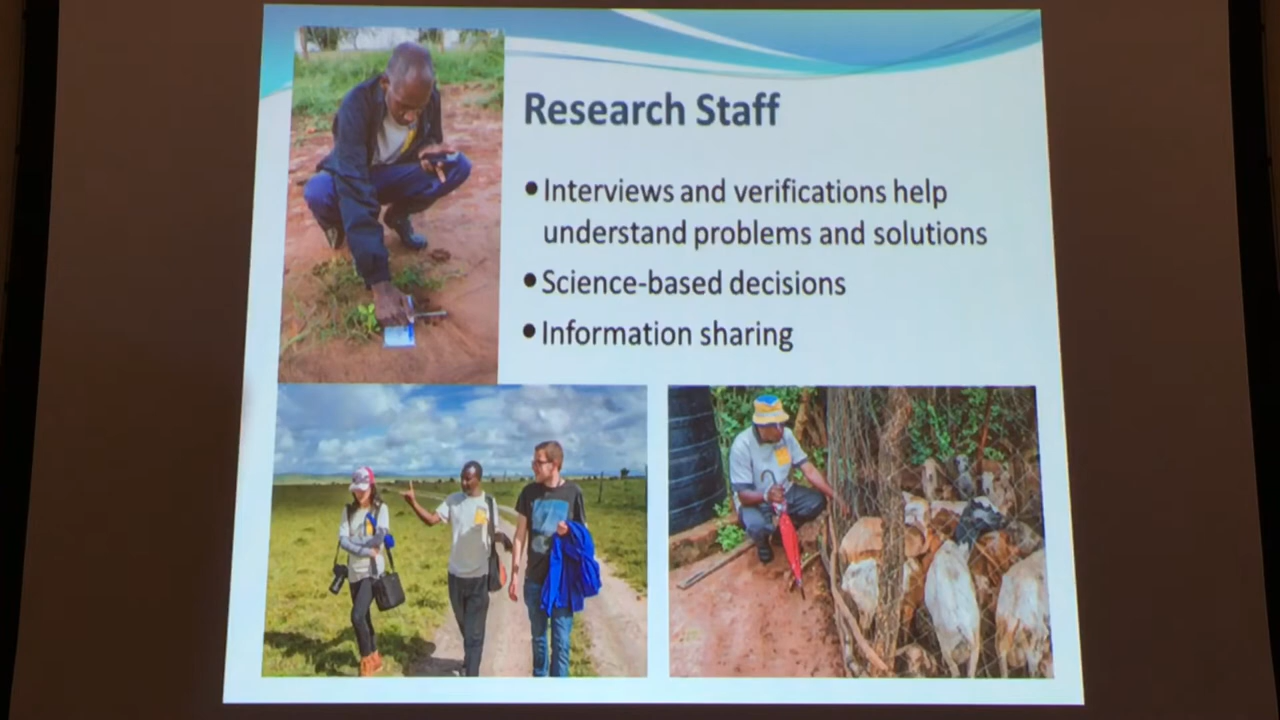 Research Staff
• Interviews and verifications help
understand problems and solutions
• Science-based decisions
• Information sharing